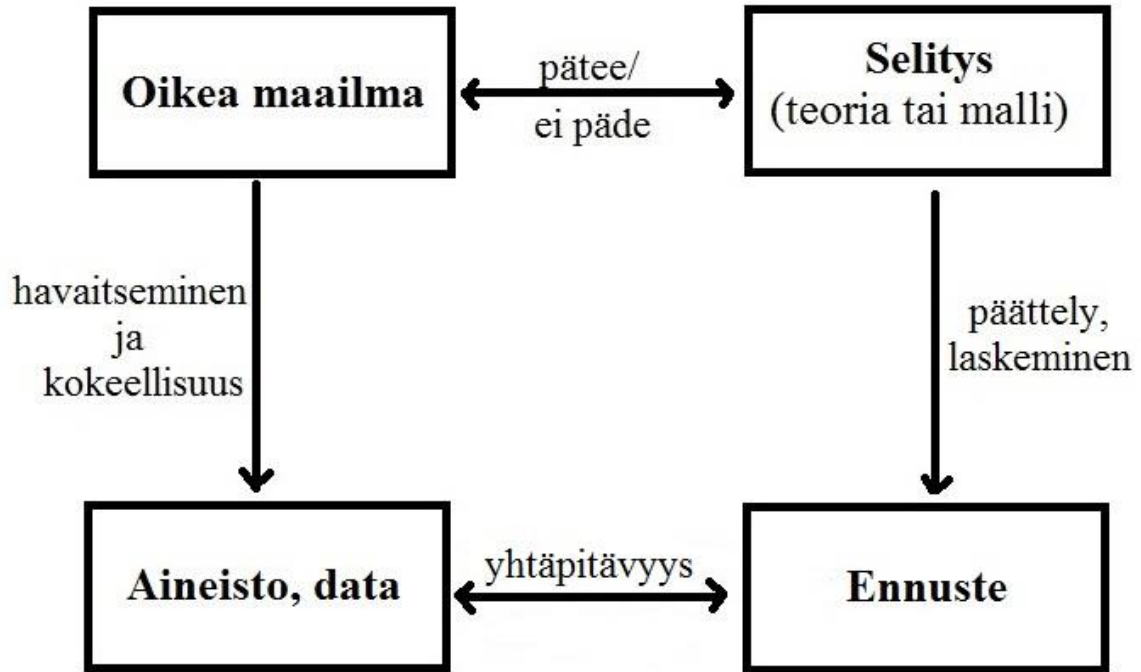 Oikea maailma
pätee/
ei päde
Selitys
(teoria tai malli)
havaitseminen
ja
kokeellisuus
päättely,
laskeminen
Aineisto, data
yhtäpitävyys
Ennuste